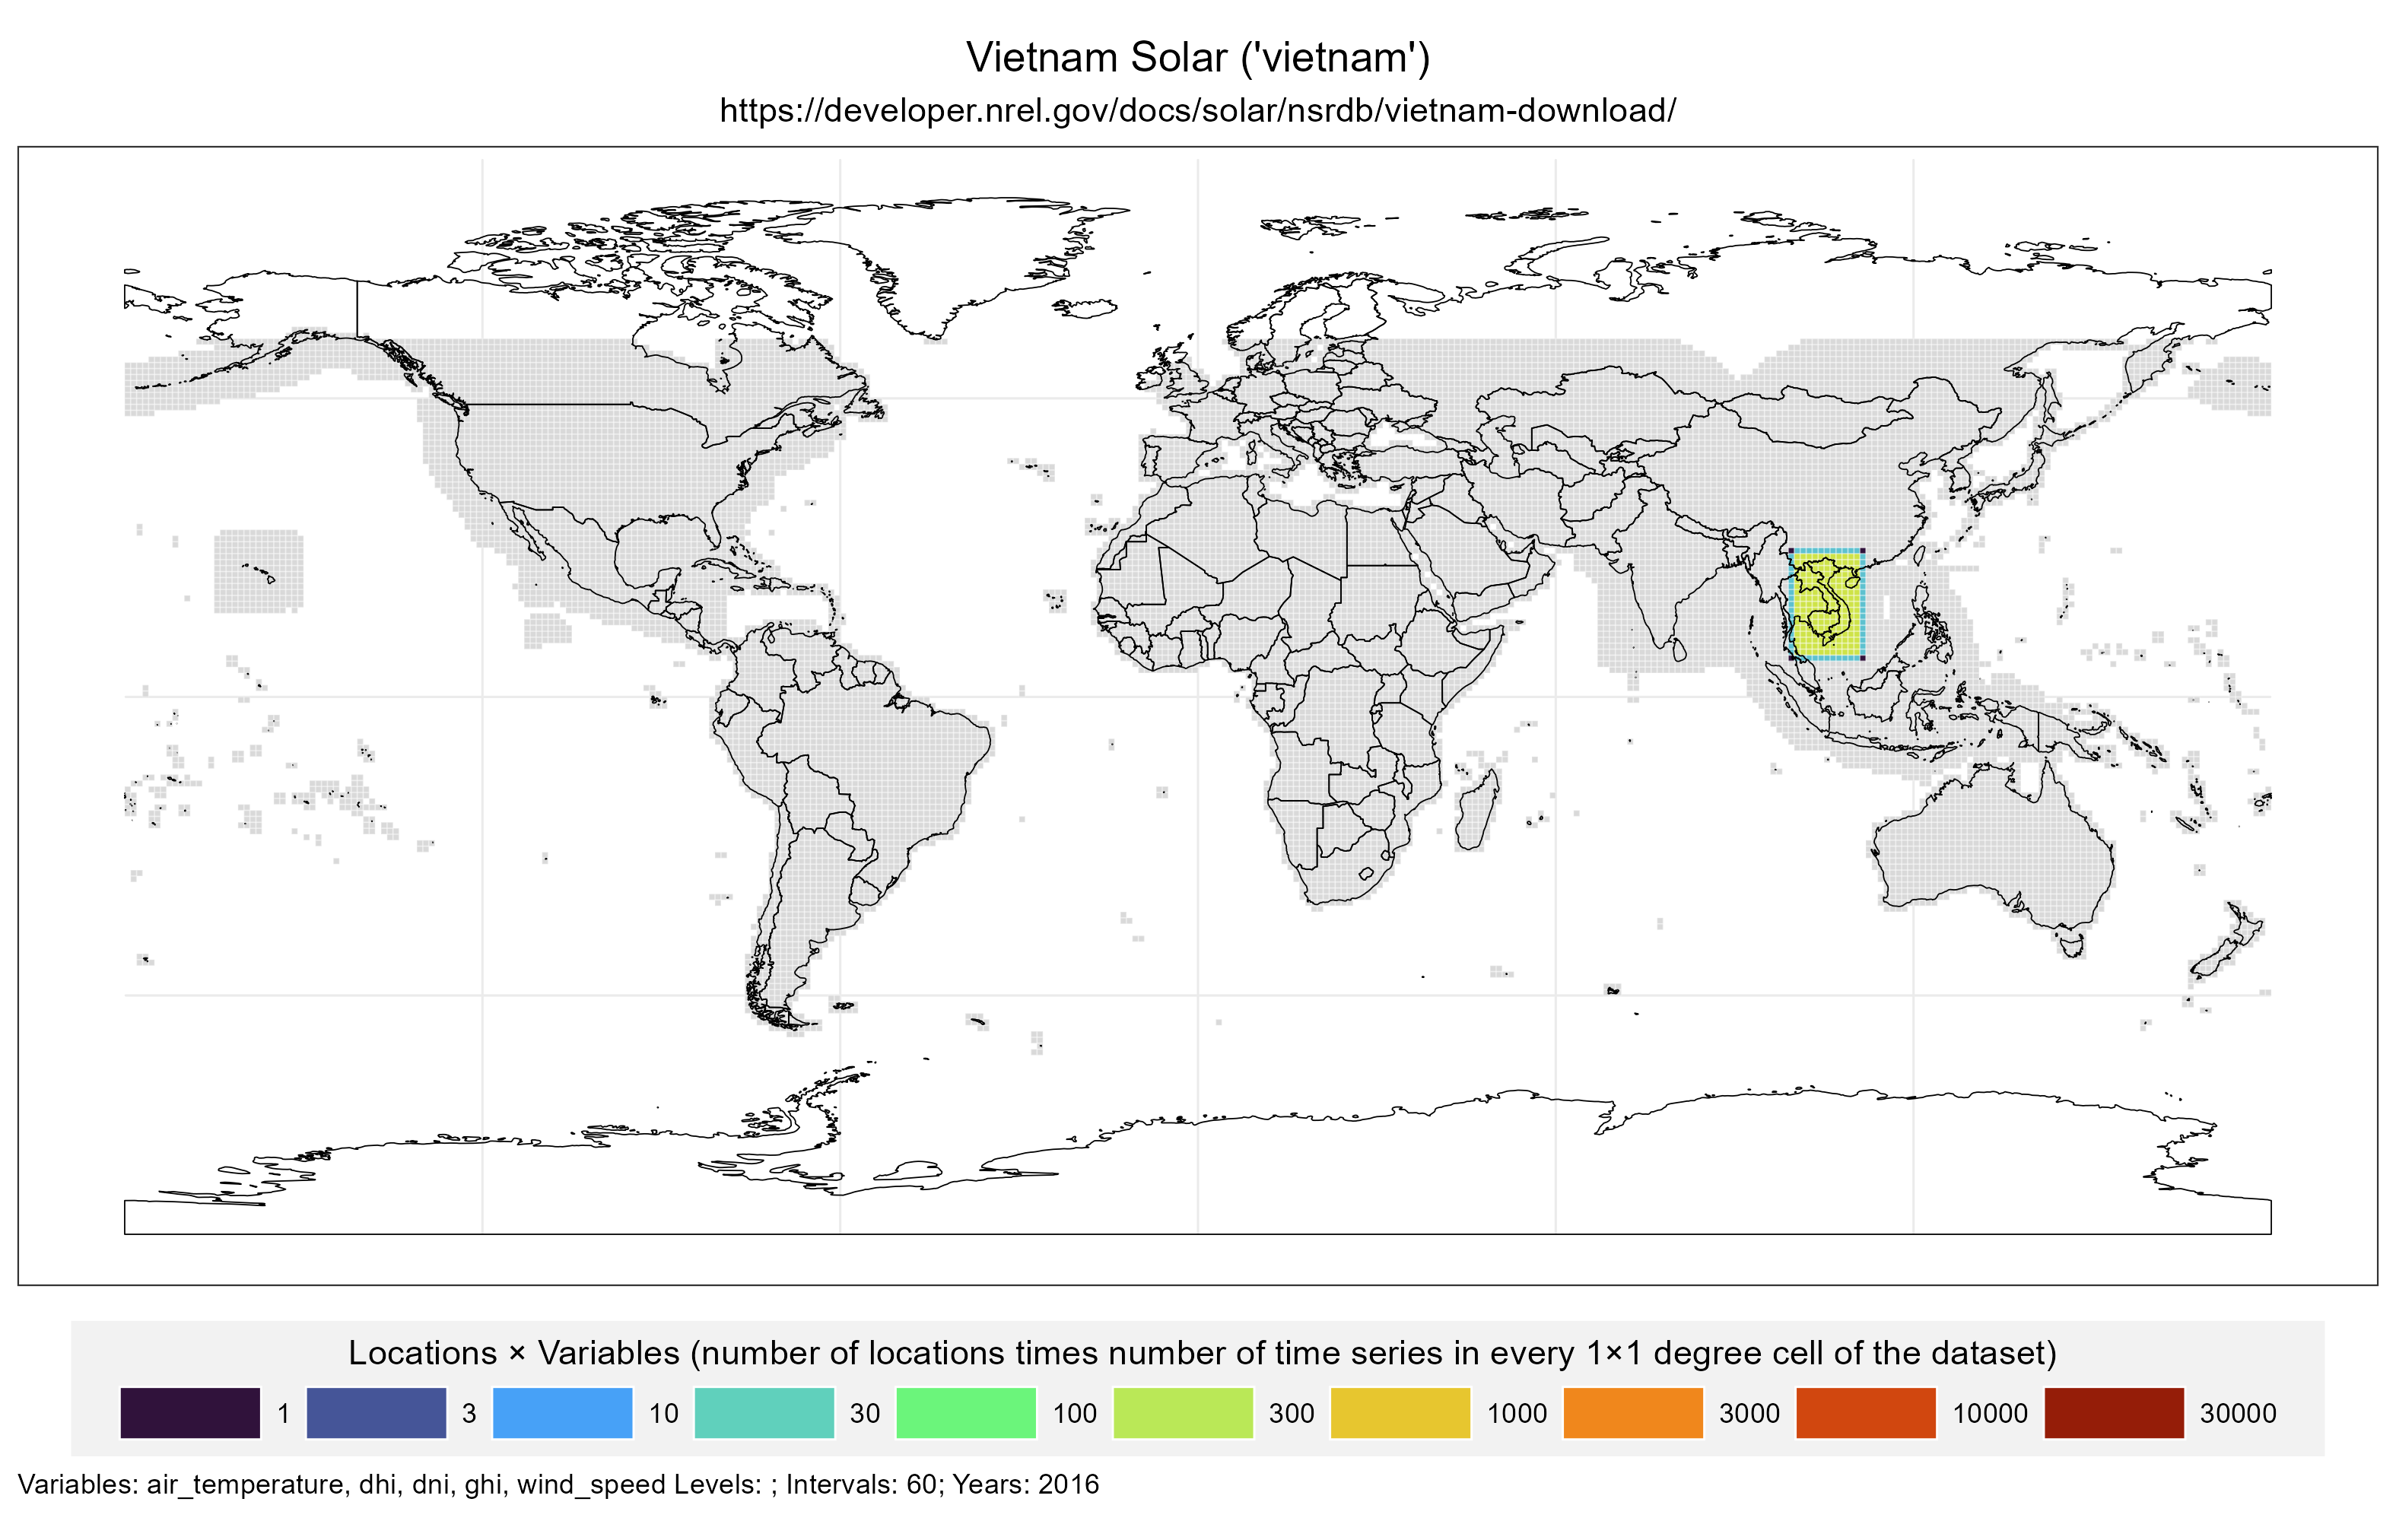 Vietnam Solar ('vietnam')
https://developer.nrel.gov/docs/solar/nsrdb/vietnam-download/
Locations × Variables (number of locations times number of time series in every 1×1 degree cell of the dataset)
1 3 10 30 100 300 1000 3000 10000 30000
Variables: air_temperature, dhi, dni, ghi, wind_speed Levels: ; Intervals: 60; Years: 2016